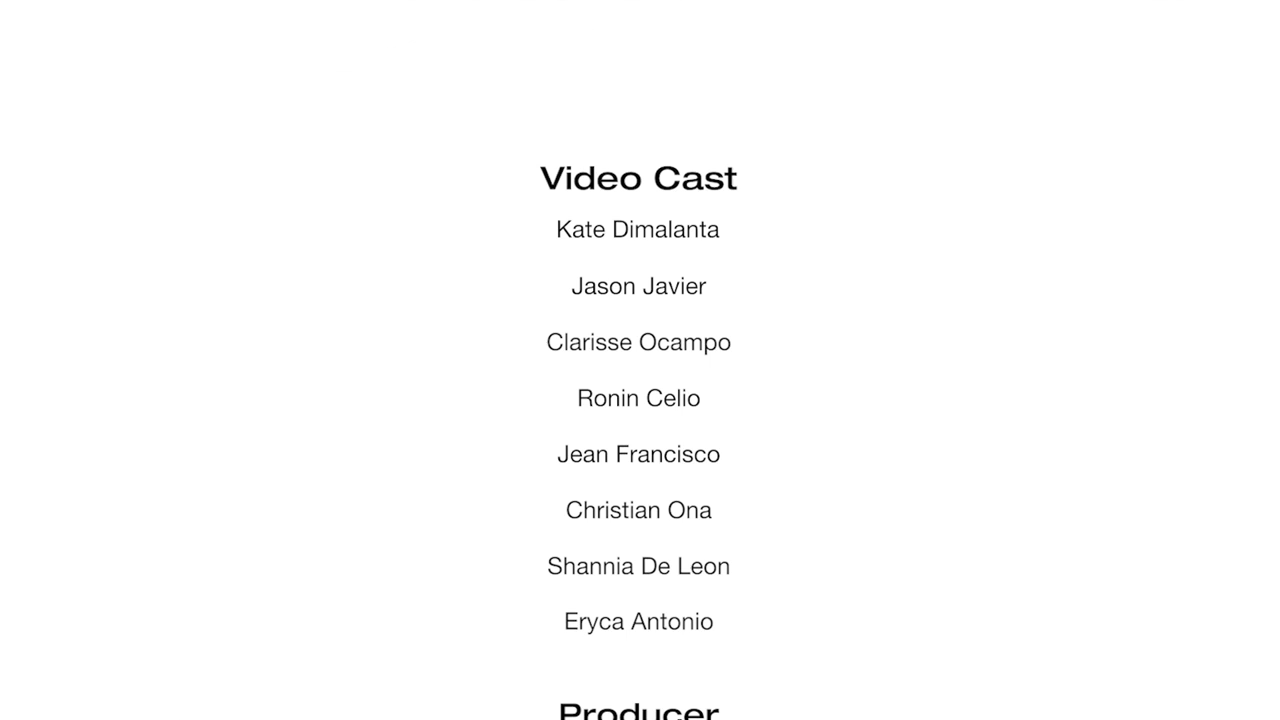 Video Cast
Kate Dimalanta
Jason Javier
Clarisse Ocampo
Ronin Celio
Jean Francisco
Christian Ona
Shannia De Leon
Eryca Antonio
Producer